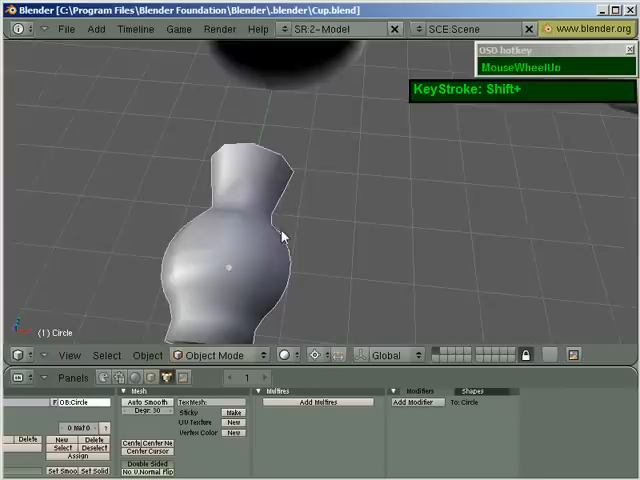 Blender [C:\Program Files\Blender Foundation\Blender\.blender\Cup.blend]
File Add Timeline Game Render Help SR:2-Model SCE:Scene www.blender.org
OSD hotkey
MouseWheelUp
KeyStroke: Shift+
(1) Circle
View Select Object Object Mode Global
Panels 1
Mesh Multires Modifiers Shapes
F OB:Circle Auto Smooth TexMesh: Add Multires Add Modifier To: Circle
Degr: 30 Sticky Make
0 Mat 0 ? UV Texture New
Delete New Delete Vertex Color New
Select Deselect Center Center Ne
Assign Center Cursor
Double Sided
Set Smoo Set Solid No V.Normal Flip